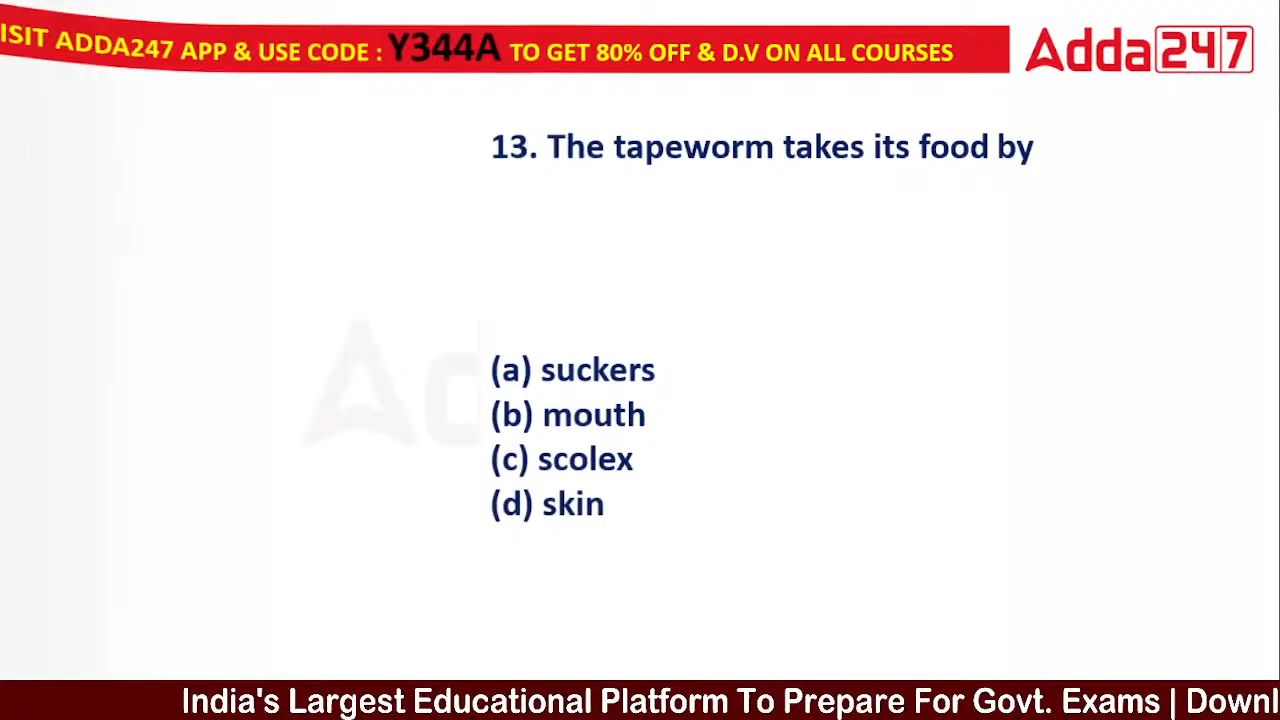 ISIT ADDA247 APP & USE CODE : Y344A TO GET 80% OFF & D.V ON ALL COURSES
Adda247
13. The tapeworm takes its food by
Ad
(a) suckers
(b) mouth
(c) scolex
(d) skin
India's Largest Educational Platform To Prepare For Govt. Exams | Downl